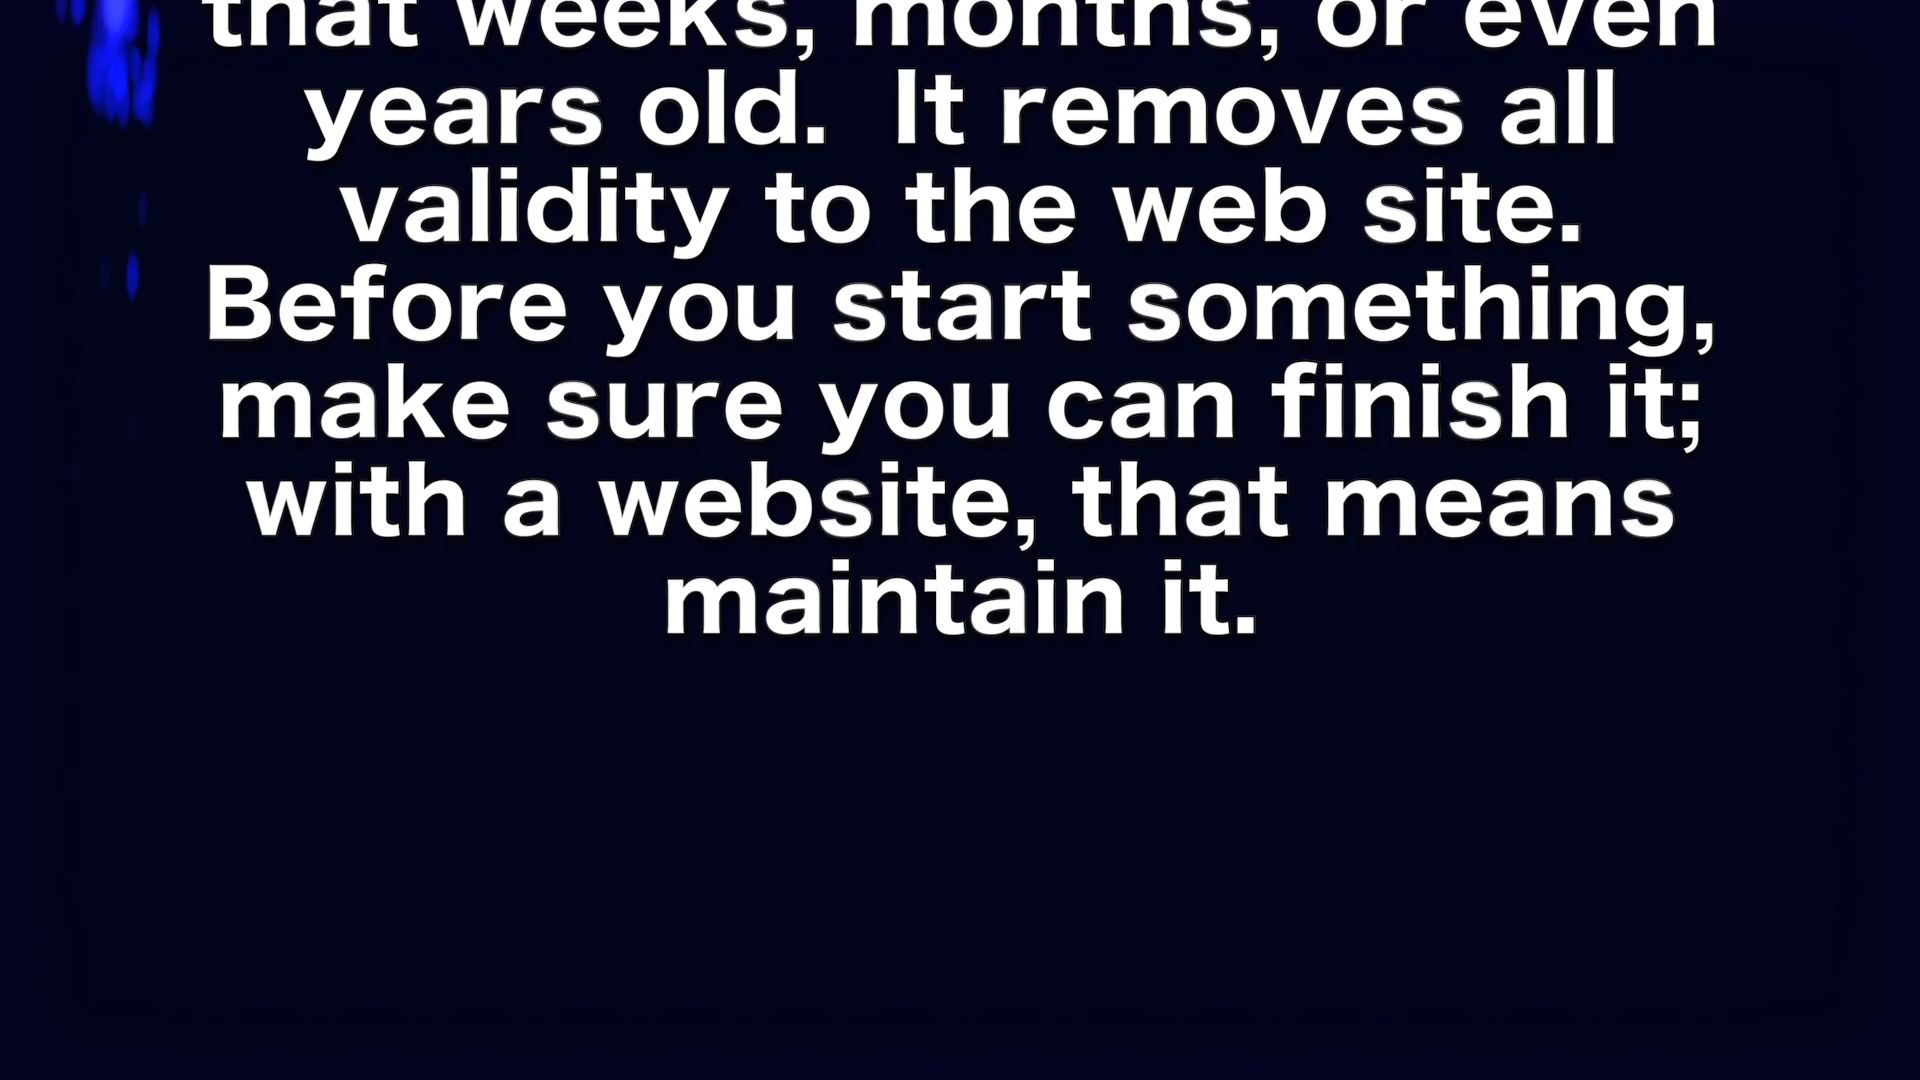 that weeks, months, or even
years old.  It removes all
validity to the web site.
Before you start something,
make sure you can finish it;
with a website, that means
maintain it.